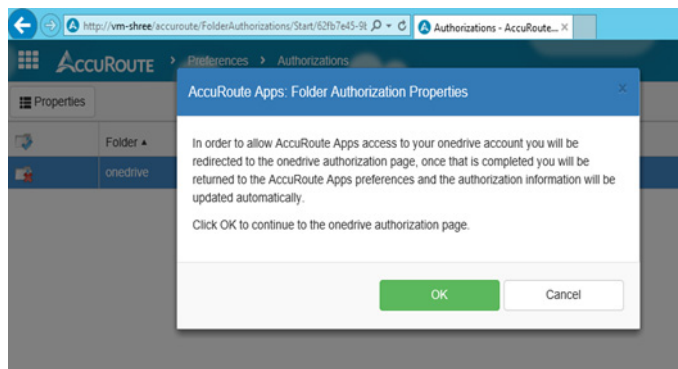 http://vm-shree/accuroute/FolderAuthorizations/Start/62fb7e45-9t
Authorizations - AccuRoute...
ACCUROUTE > Preferences > Authorizations
Properties
AccuRoute Apps: Folder Authorization Properties
x
Folder
onedrive
In order to allow AccuRoute Apps access to your onedrive account you will be
redirected to the onedrive authorization page, once that is completed you will be
returned to the AccuRoute Apps preferences and the authorization information will be
updated automatically.
Click OK to continue to the onedrive authorization page.
OK
Cancel